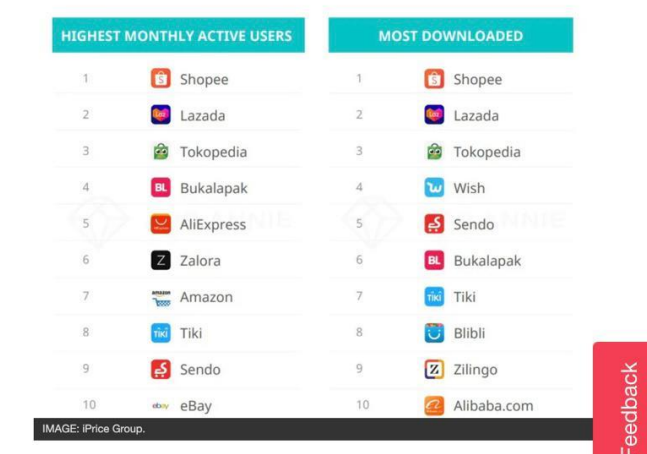 HIGHEST MONTHLY ACTIVE USERS
1 Shopee
2 Lazada
3 Tokopedia
4 Bukalapak
5 AliExpress
6 Zalora
7 Amazon
8 Tiki
9 Sendo
10 eBay
MOST DOWNLOADED
1 Shopee
2 Lazada
3 Tokopedia
4 Wish
5 Sendo
6 Bukalapak
7 Tiki
8 Blibli
9 Zilingo
10 Alibaba.com
IMAGE: iPrice Group.
Feedback